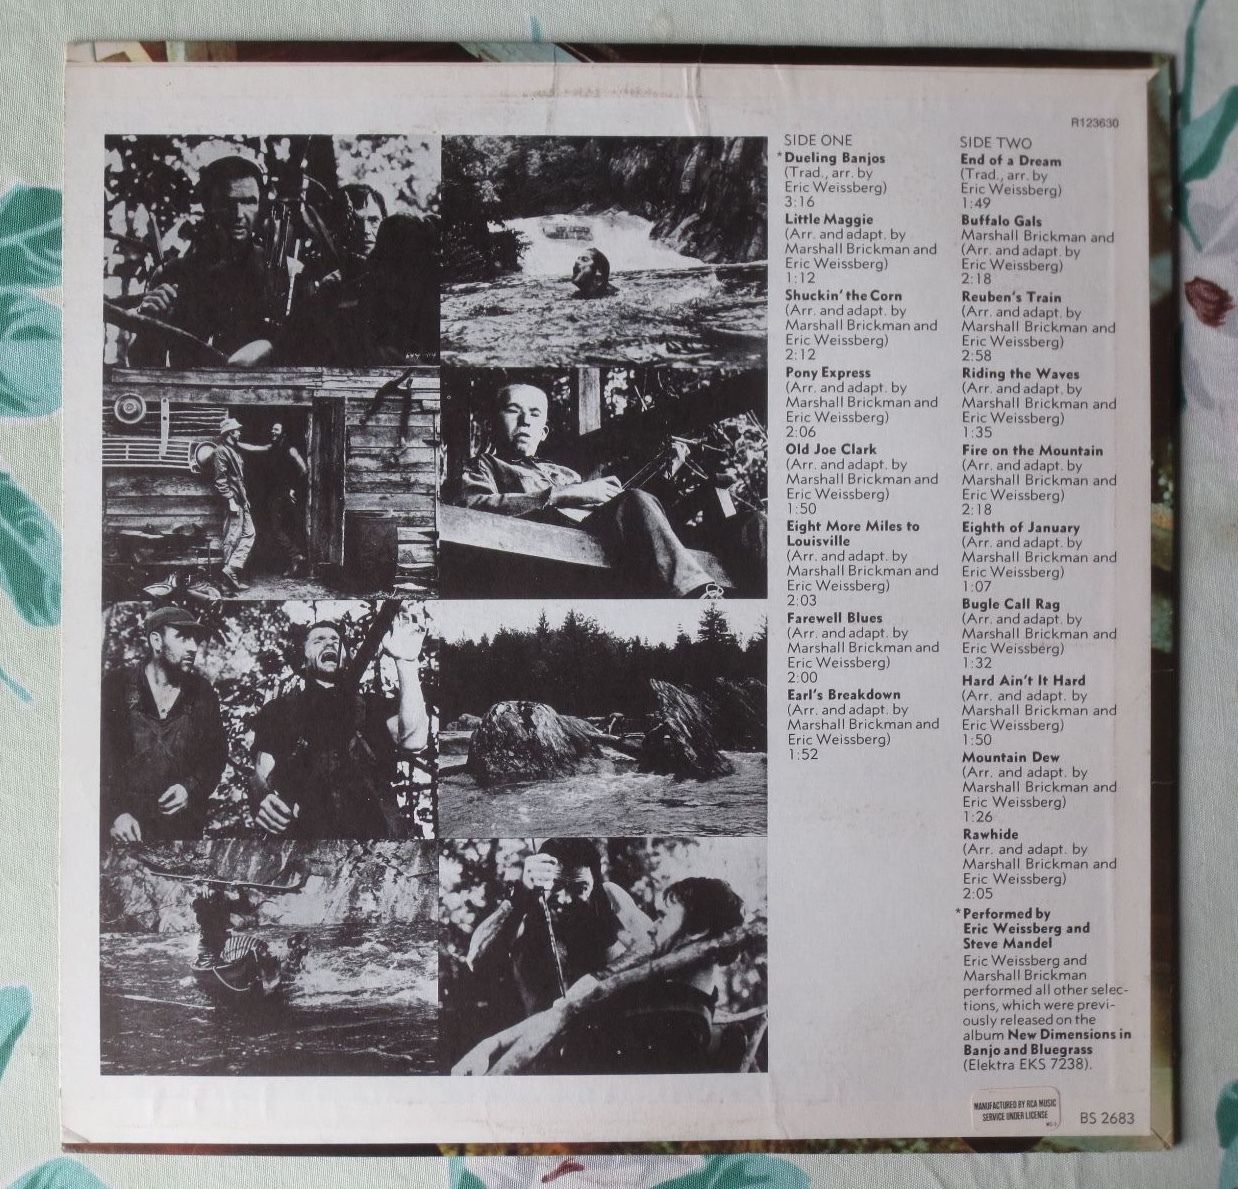 R123630
SIDE ONE
*Dueling Banjos
(Trad., arr. by
Eric Weissberg)
3:16
Little Maggie
(Arr. and adapt. by
Marshall Brickman and
Eric Weissberg)
1:12
Shuckin' the Corn
(Arr. and adapt. by
Marshall Brickman and
Eric Weissberg)
2:12
Pony Express
(Arr. and adapt. by
Marshall Brickman and
Eric Weissberg)
2:06
Old Joe Clark
(Arr. and adapt. by
Marshall Brickman and
Eric Weissberg)
1:50
Eight More Miles to
Louisville
(Arr. and adapt. by
Marshall Brickman and
Eric Weissberg)
2:03
Farewell Blues
(Arr. and adapt. by
Marshall Brickman and
Eric Weissberg)
2:00
Earl's Breakdown
(Arr. and adapt. by
Marshall Brickman and
Eric Weissberg)
1:52
SIDE TWO
End of a Dream
(Trad., arr. by
Eric Weissberg)
1:49
Buffalo Gals
Marshall Brickman and
(Arr. and adapt. by
Eric Weissberg)
2:18
Reuben's Train
(Arr. and adapt. by
Marshall Brickman and
Eric Weissberg)
2:58
Riding the Waves
(Arr. and adapt. by
Marshall Brickman and
Eric Weissberg)
1:35
Fire on the Mountain
(Arr. and adapt. by
Marshall Brickman and
Eric Weissberg)
2:18
Eighth of January
(Arr. and adapt. by
Marshall Brickman and
Eric Weissberg)
1:07
Bugle Call Rag
(Arr. and adapt. by
Marshall Brickman and
Eric Weissberg)
1:32
Hard Ain't It Hard
(Arr. and adapt. by
Marshall Brickman and
Eric Weissberg)
1:50
Mountain Dew
(Arr. and adapt. by
Marshall Brickman and
Eric Weissberg)
1:26
Rawhide
(Arr. and adapt. by
Marshall Brickman and
Eric Weissberg)
2:05
*Performed by
Eric Weissberg and
Steve Mandel
Eric Weissberg and
Marshall Brickman
performed all other selec-
tions, which were previ-
ously released on the
album New Dimensions in
Banjo and Bluegrass
(Elektra EKS 7238).
MANUFACTURED BY RCA MUSIC
SERVICE UNDER LICENSE
BS 2683